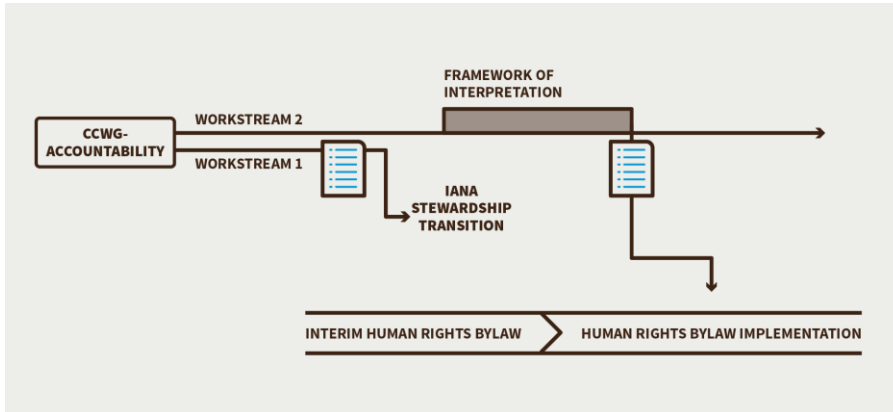 FRAMEWORK OF
INTERPRETATION
WORKSTREAM 2
CCWG-
ACCOUNTABILITY
WORKSTREAM 1
IANA
STEWARDSHIP
TRANSITION
INTERIM HUMAN RIGHTS BYLAW
HUMAN RIGHTS BYLAW IMPLEMENTATION